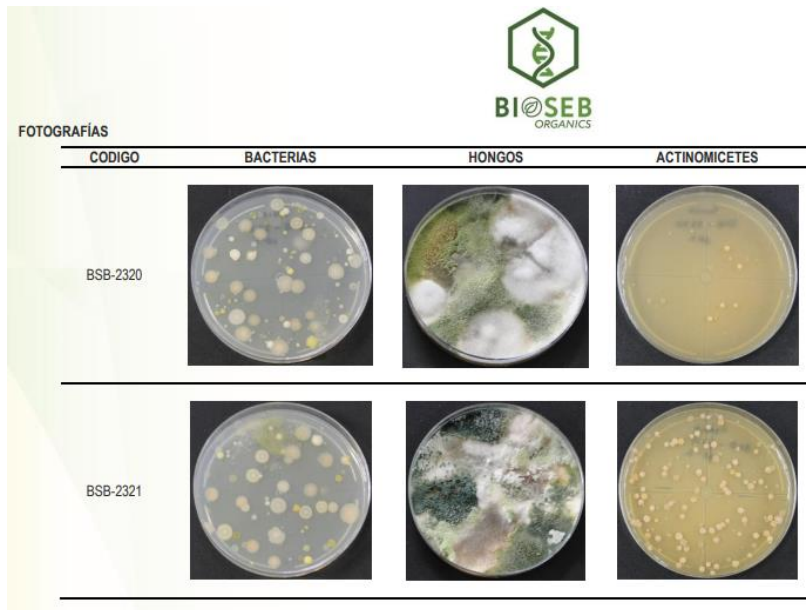 BIOSEB
ORGANICS
FOTOGRAFÍAS
CODIGO BACTERIAS HONGOS ACTINOMICETES
BSB-2320
BSB-2321